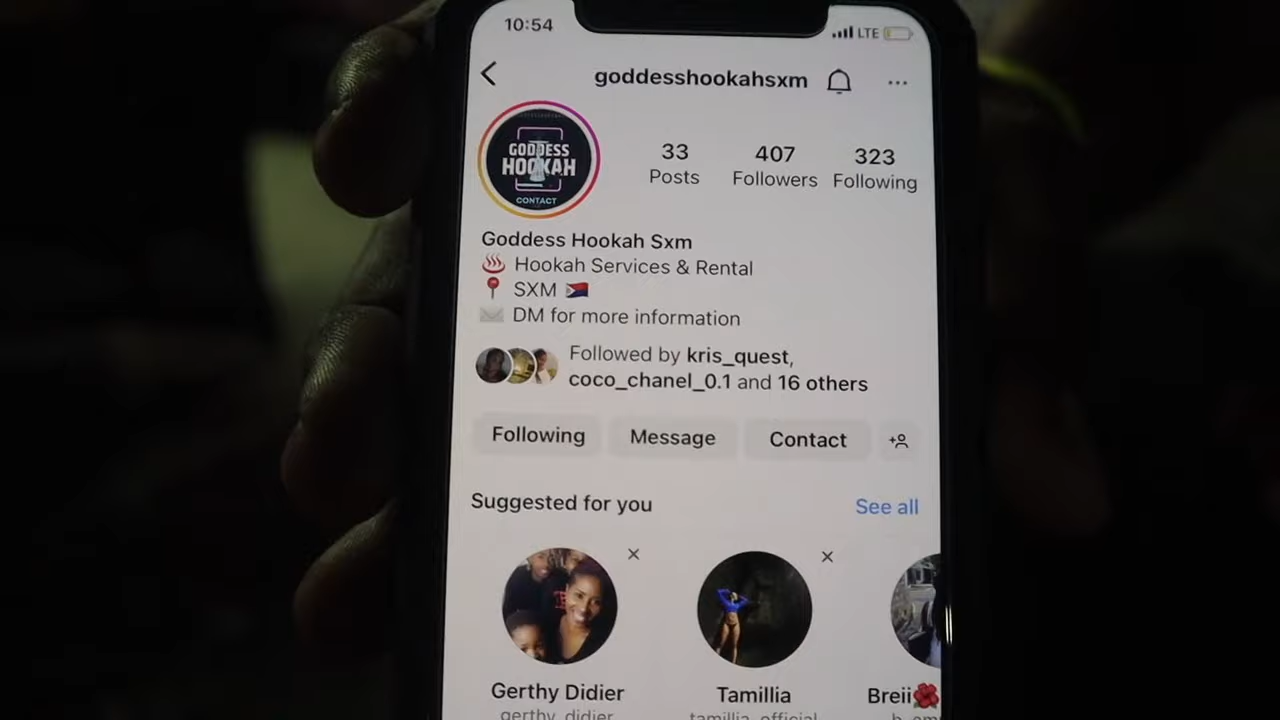 10:54
LTE
goddesshookahsxm
GODDESS
HOOKAH
CONTACT
33
Posts
407
Followers
323
Following
Goddess Hookah Sxm
♨️ Hookah Services & Rental
📍 SXM 🇸🇽
✉️ DM for more information
Followed by kris_quest,
coco_chanel_0.1 and 16 others
Following
Message
Contact
Suggested for you
See all
Gerthy Didier
Tamillia
Breii🌺
gerthy_didier
tamillia_official